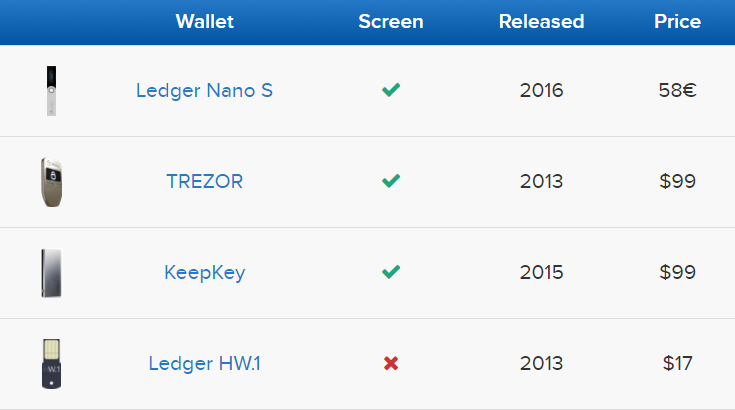 Wallet Screen Released Price
Ledger Nano S 2016 58€
TREZOR 2013 $99
KeepKey 2015 $99
Ledger HW.1 2013 $17